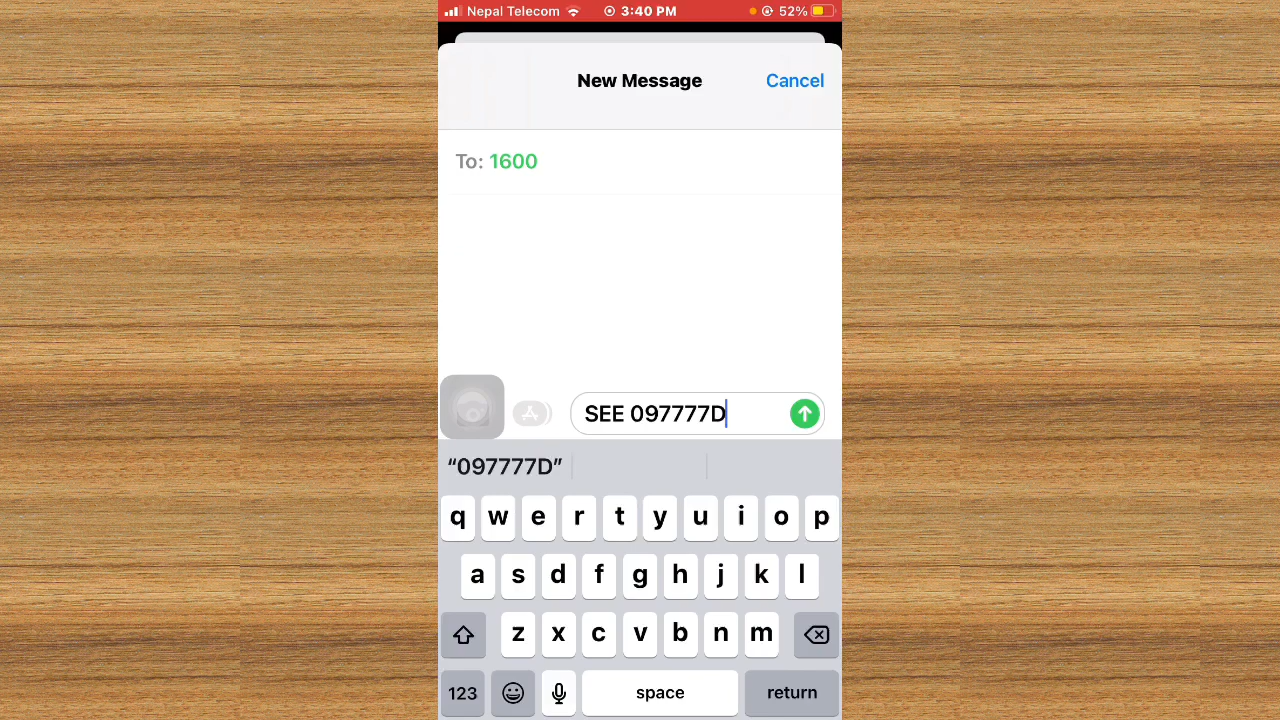 Nepal Telecom 3:40 PM 52%
New Message Cancel
To: 1600
SEE 097777D
“097777D”
q w e r t y u i o p
a s d f g h j k l
z x c v b n m
123 space return